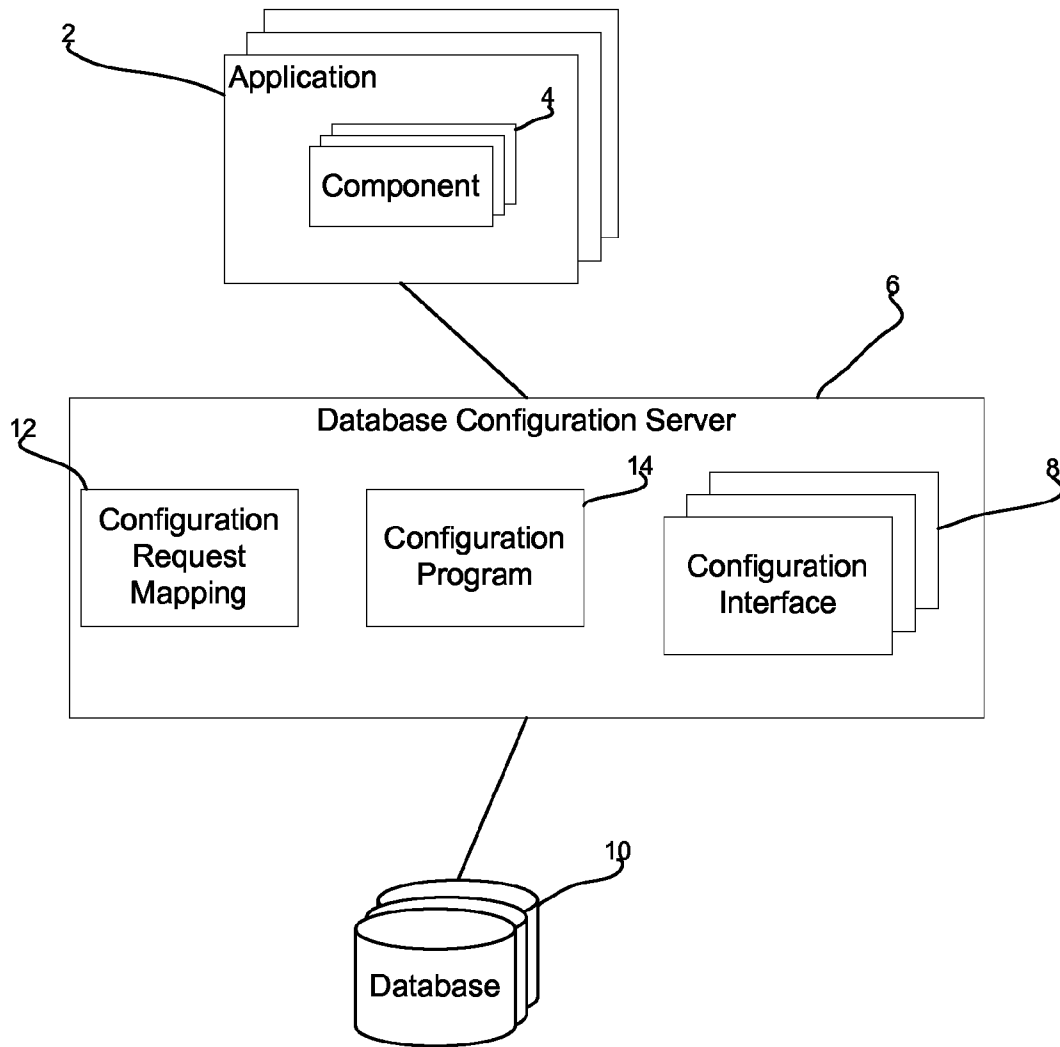 2
Application
4
Component
6
Database Configuration Server
12
Configuration
Request
Mapping
14
Configuration
Program
8
Configuration
Interface
10
Database